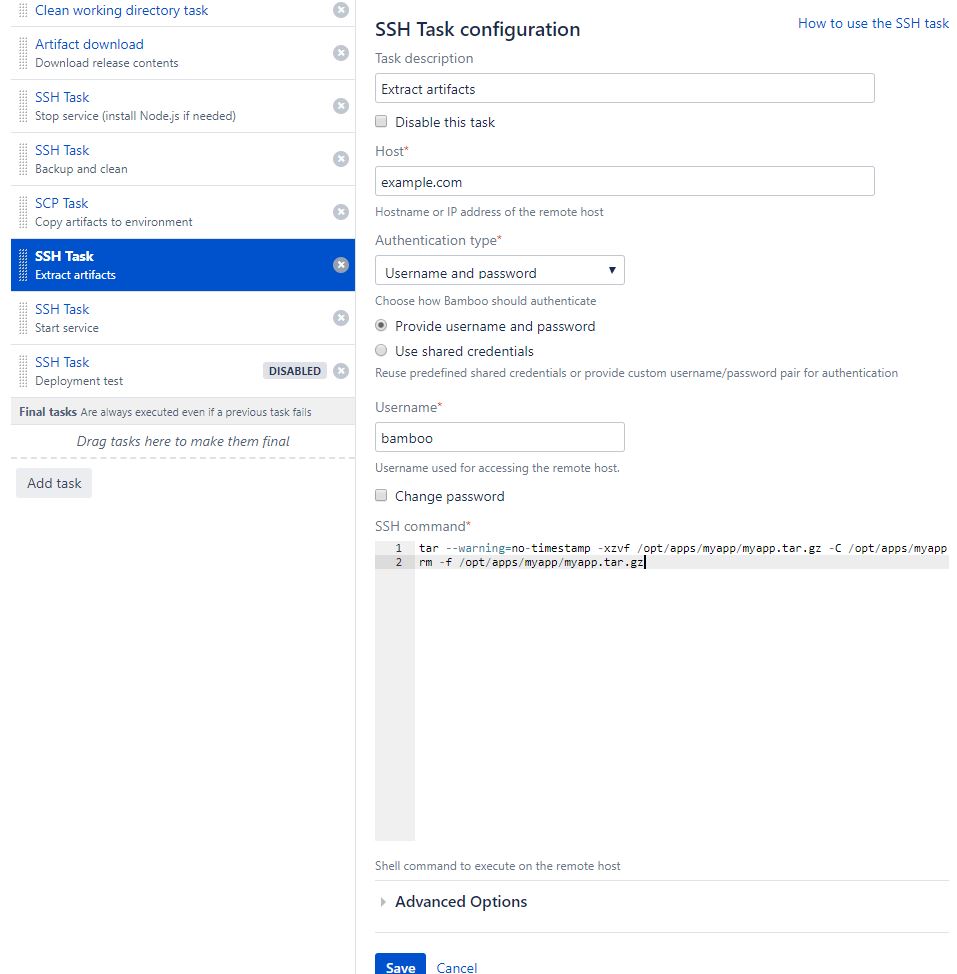 Clean working directory task
Artifact download
Download release contents
SSH Task
Stop service (install Node.js if needed)
SSH Task
Backup and clean
SCP Task
Copy artifacts to environment
SSH Task
Extract artifacts
SSH Task
Start service
SSH Task
Deployment test
DISABLED
Final tasks Are always executed even if a previous task fails
Drag tasks here to make them final
Add task
SSH Task configuration
How to use the SSH task
Task description
Extract artifacts
Disable this task
Host*
example.com
Hostname or IP address of the remote host
Authentication type*
Username and password
Choose how Bamboo should authenticate
Provide username and password
Use shared credentials
Reuse predefined shared credentials or provide custom username/password pair for authentication
Username*
bamboo
Username used for accessing the remote host.
Change password
SSH command*
1 tar --warning=no-timestamp -xzvf /opt/apps/myapp/myapp.tar.gz -C /opt/apps/myapp
2 rm -f /opt/apps/myapp/myapp.tar.gz
Shell command to execute on the remote host
Advanced Options
Save Cancel